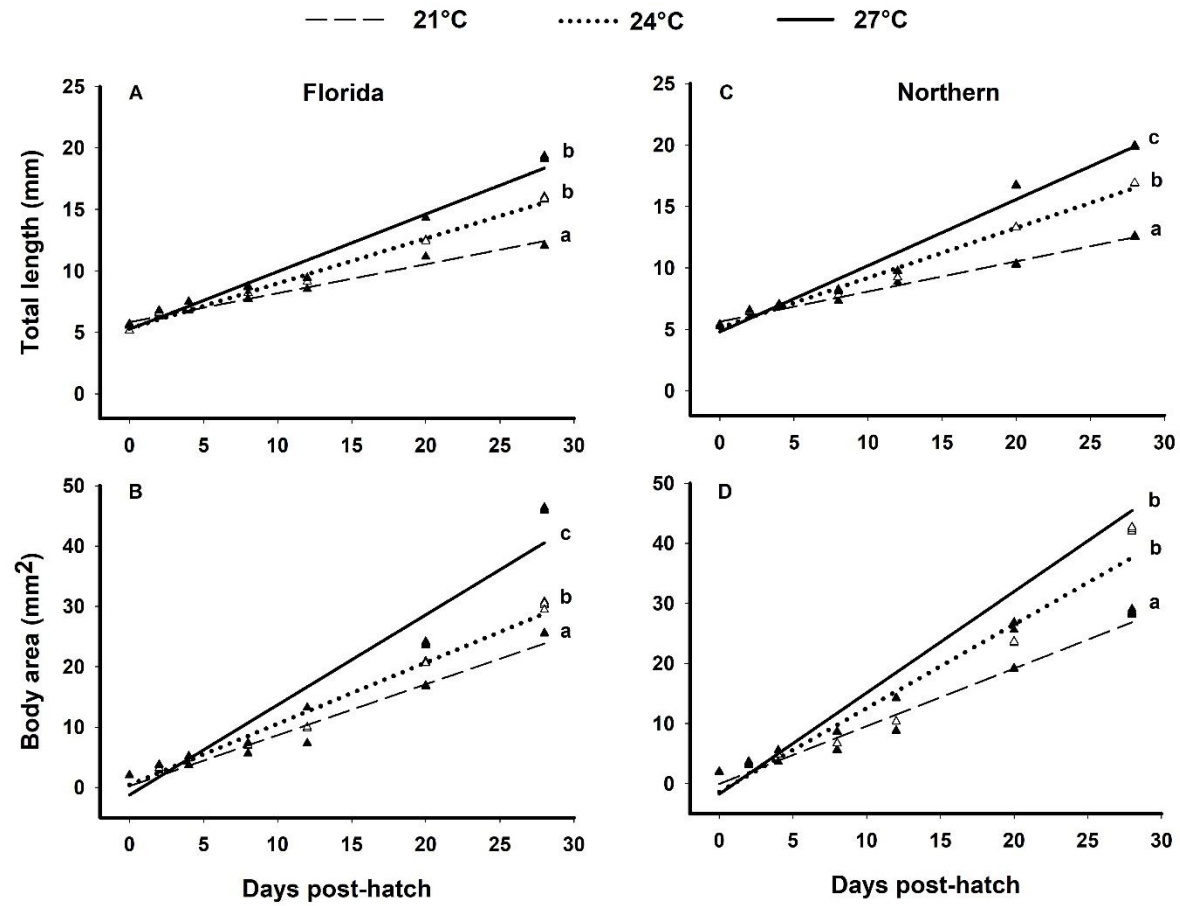 21°C 24°C 27°C
A Florida
25
20
15
10
5
0
Total length (mm)
b
b
a
0 5 10 15 20 25 30
C Northern
25
20
15
10
5
0
c
b
a
0 5 10 15 20 25 30
B
50
40
30
20
10
0
Body area (mm²)
c
b
a
0 5 10 15 20 25 30
Days post-hatch
D
50
40
30
20
10
0
b
b
a
0 5 10 15 20 25 30
Days post-hatch